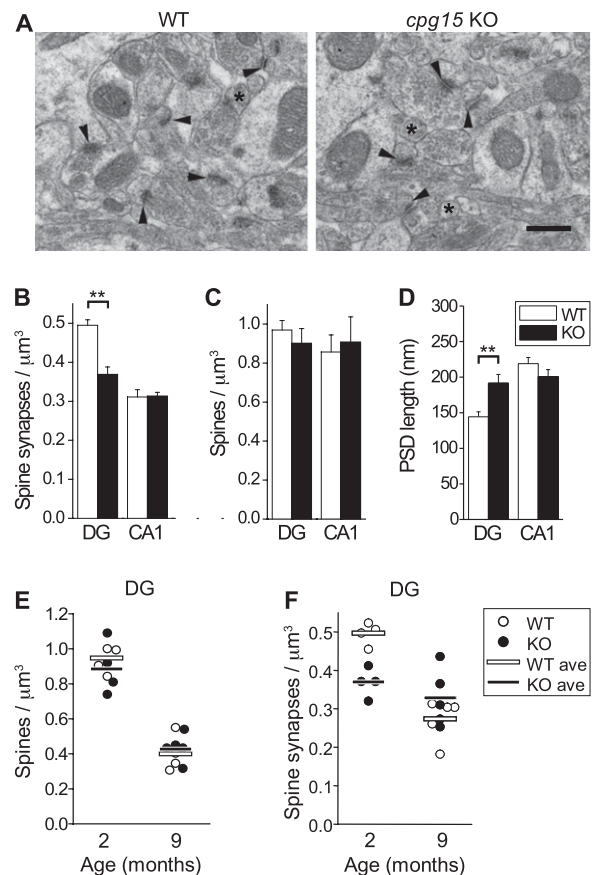 A
WT
cpg15 KO
*
*
*
B
**
Spine synapses / μm³
0.5
0.4
0.3
0.2
0.1
0.0
DG CA1
C
Spines / μm³
1.0
0.8
0.6
0.4
0.2
0.0
DG CA1
D
WT
KO
**
PSD length (nm)
300
250
200
150
100
50
0
DG CA1
E
DG
Spines / μm³
1.2
1.0
0.8
0.6
0.4
0.2
0.0
2 9
Age (months)
F
DG
Spine synapses / μm³
0.5
0.4
0.3
0.2
0.1
0.0
2 9
Age (months)
WT
KO
WT ave
KO ave